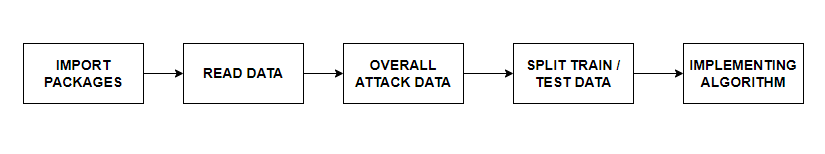 IMPORT
PACKAGES
READ DATA
OVERALL
ATTACK DATA
SPLIT TRAIN /
TEST DATA
IMPLEMENTING
ALGORITHM